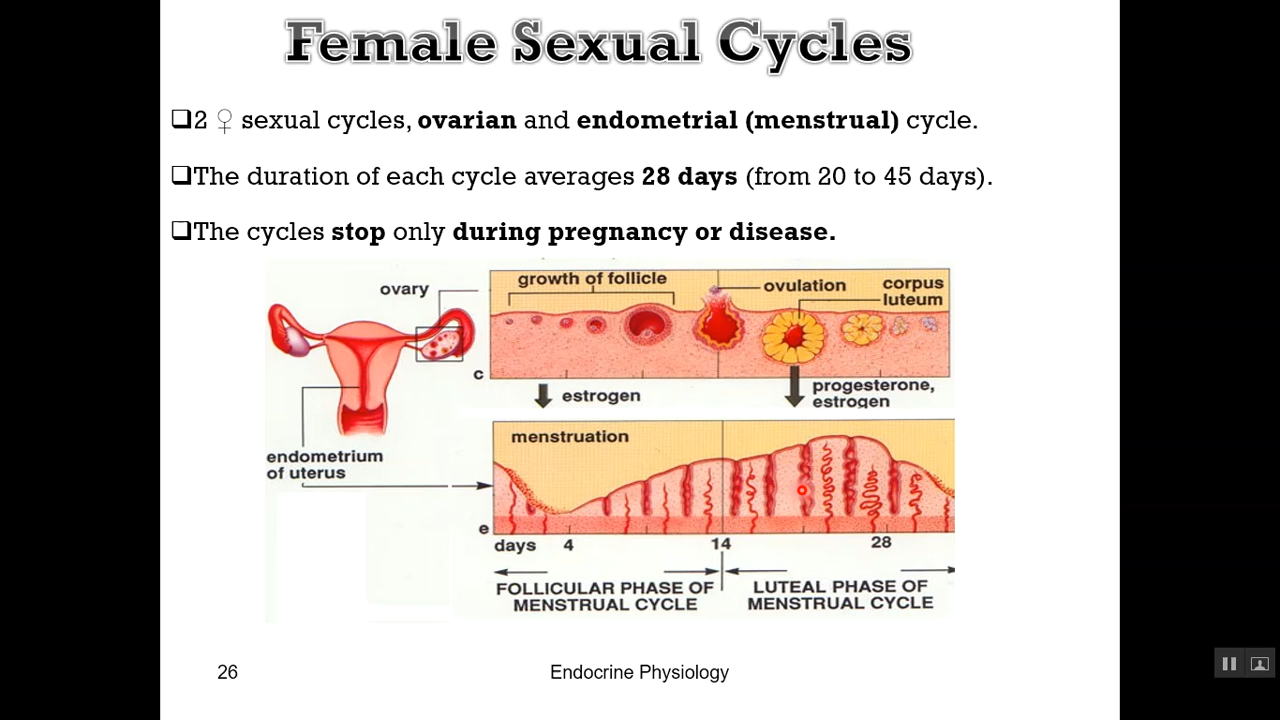 Female Sexual Cycles
❑2 ♀ sexual cycles, ovarian and endometrial (menstrual) cycle.
❑The duration of each cycle averages 28 days (from 20 to 45 days).
❑The cycles stop only during pregnancy or disease.
ovary
growth of follicle
ovulation
corpus
luteum
c
estrogen
progesterone,
estrogen
endometrium
of uterus
menstruation
e
days 4 14 28
FOLLICULAR PHASE OF
MENSTRUAL CYCLE
LUTEAL PHASE OF
MENSTRUAL CYCLE
26
Endocrine Physiology